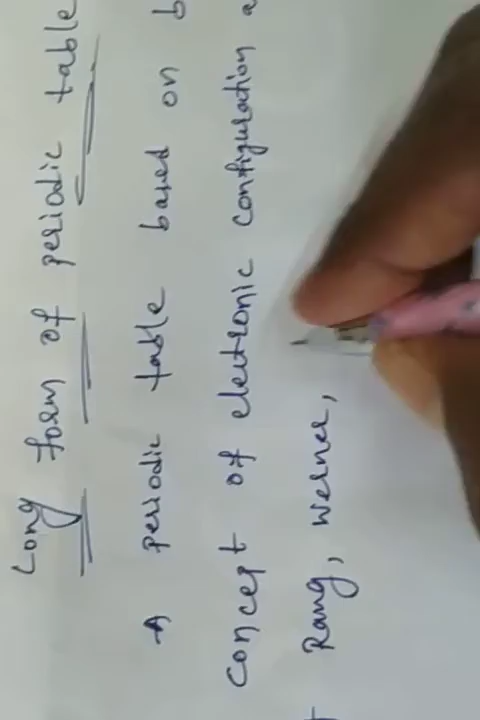 Long form of periodic table
A periodic table based on b
concept of electronic configuration a
Rang, Werner,